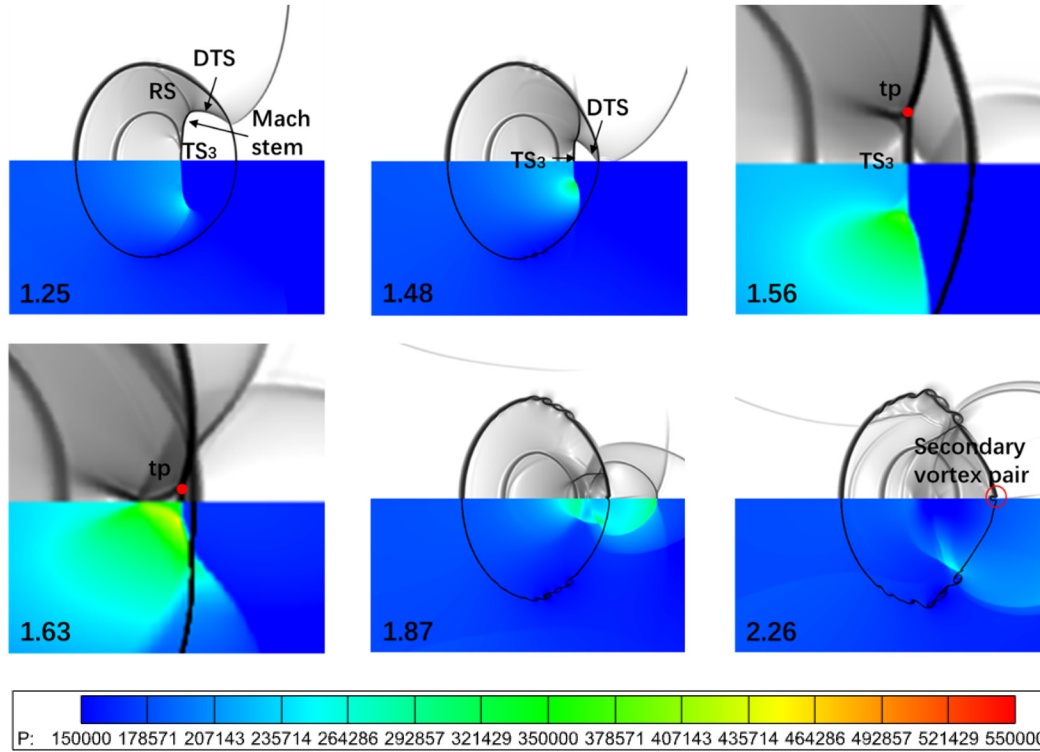 DTS
RS
Mach
stem
TS3
1.25
DTS
TS3
1.48
tp
TS3
1.56
tp
1.63
1.87
Secondary
vortex pair
2.26
P: 150000 178571 207143 235714 264286 292857 321429 350000 378571 407143 435714 464286 492857 521429 550000